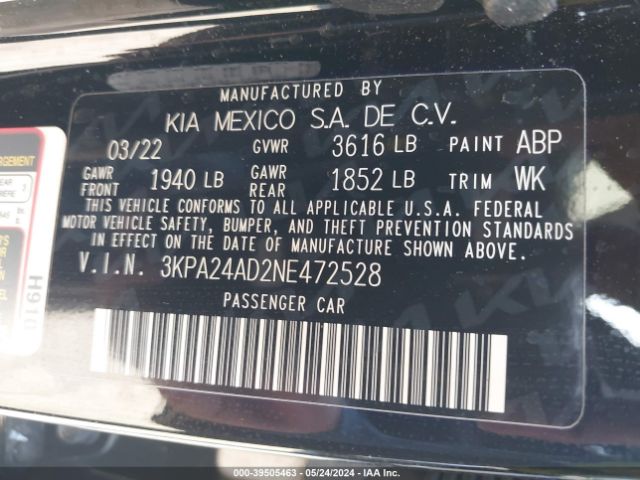 MANUFACTURED BY
KIA MEXICO S.A. DE C.V.
03/22 GVWR 3616 LB PAINT ABP
GAWR FRONT 1940 LB GAWR REAR 1852 LB TRIM WK
THIS VEHICLE CONFORMS TO ALL APPLICABLE U.S.A. FEDERAL
MOTOR VEHICLE SAFETY, BUMPER, AND THEFT PREVENTION STANDARDS
IN EFFECT ON THE DATE OF MANUFACTURE SHOWN ABOVE.
V.I.N. 3KPA24AD2NE472528
PASSENGER CAR
H910
000-39505463 - 05/24/2024 - IAA Inc.